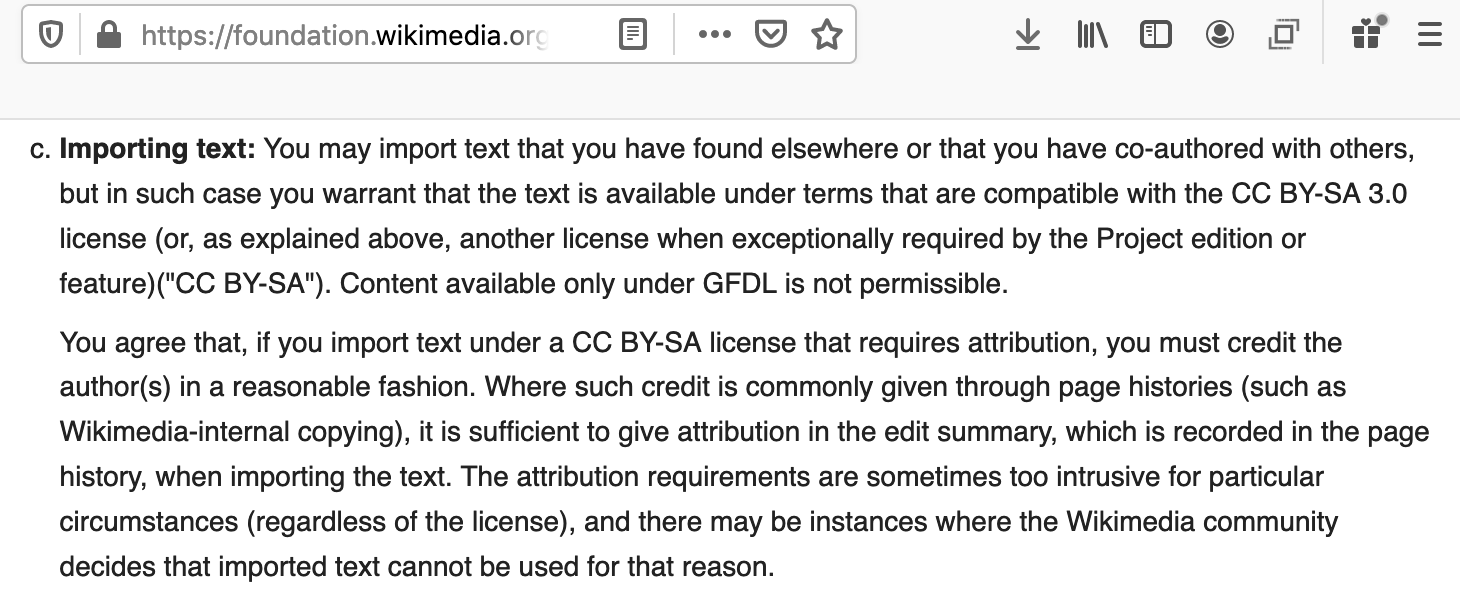 https://foundation.wikimedia.org
c. Importing text: You may import text that you have found elsewhere or that you have co-authored with others,
but in such case you warrant that the text is available under terms that are compatible with the CC BY-SA 3.0
license (or, as explained above, another license when exceptionally required by the Project edition or
feature)("CC BY-SA"). Content available only under GFDL is not permissible.
You agree that, if you import text under a CC BY-SA license that requires attribution, you must credit the
author(s) in a reasonable fashion. Where such credit is commonly given through page histories (such as
Wikimedia-internal copying), it is sufficient to give attribution in the edit summary, which is recorded in the page
history, when importing the text. The attribution requirements are sometimes too intrusive for particular
circumstances (regardless of the license), and there may be instances where the Wikimedia community
decides that imported text cannot be used for that reason.